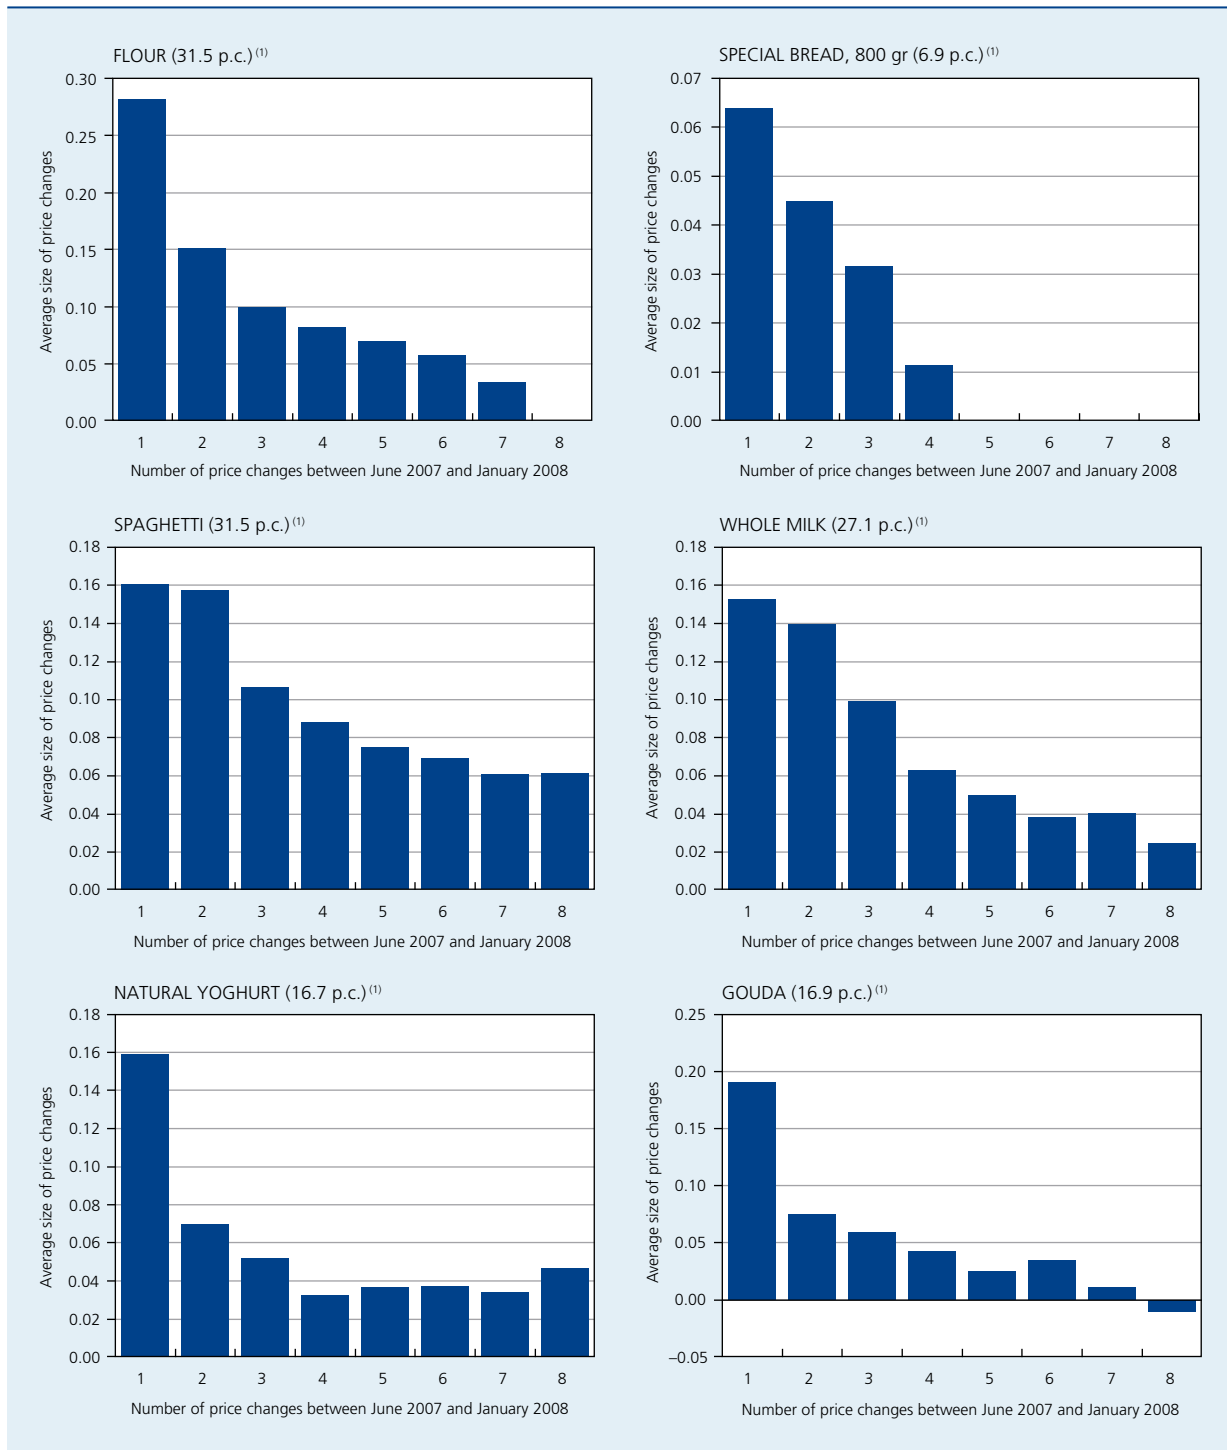 FLOUR (31.5 p.c.) (1)
Average size of price changes
0.30
0.25
0.20
0.15
0.10
0.05
0.00
1 2 3 4 5 6 7 8
Number of price changes between June 2007 and January 2008
SPECIAL BREAD, 800 gr (6.9 p.c.) (1)
Average size of price changes
0.07
0.06
0.05
0.04
0.03
0.02
0.01
0.00
1 2 3 4 5 6 7 8
Number of price changes between June 2007 and January 2008
SPAGHETTI (31.5 p.c.) (1)
Average size of price changes
0.18
0.16
0.14
0.12
0.10
0.08
0.06
0.04
0.02
0.00
1 2 3 4 5 6 7 8
Number of price changes between June 2007 and January 2008
WHOLE MILK (27.1 p.c.) (1)
Average size of price changes
0.18
0.16
0.14
0.12
0.10
0.08
0.06
0.04
0.02
0.00
1 2 3 4 5 6 7 8
Number of price changes between June 2007 and January 2008
NATURAL YOGHURT (16.7 p.c.) (1)
Average size of price changes
0.18
0.16
0.14
0.12
0.10
0.08
0.06
0.04
0.02
0.00
1 2 3 4 5 6 7 8
Number of price changes between June 2007 and January 2008
GOUDA (16.9 p.c.) (1)
Average size of price changes
0.25
0.20
0.15
0.10
0.05
0.00
–0.05
1 2 3 4 5 6 7 8
Number of price changes between June 2007 and January 2008